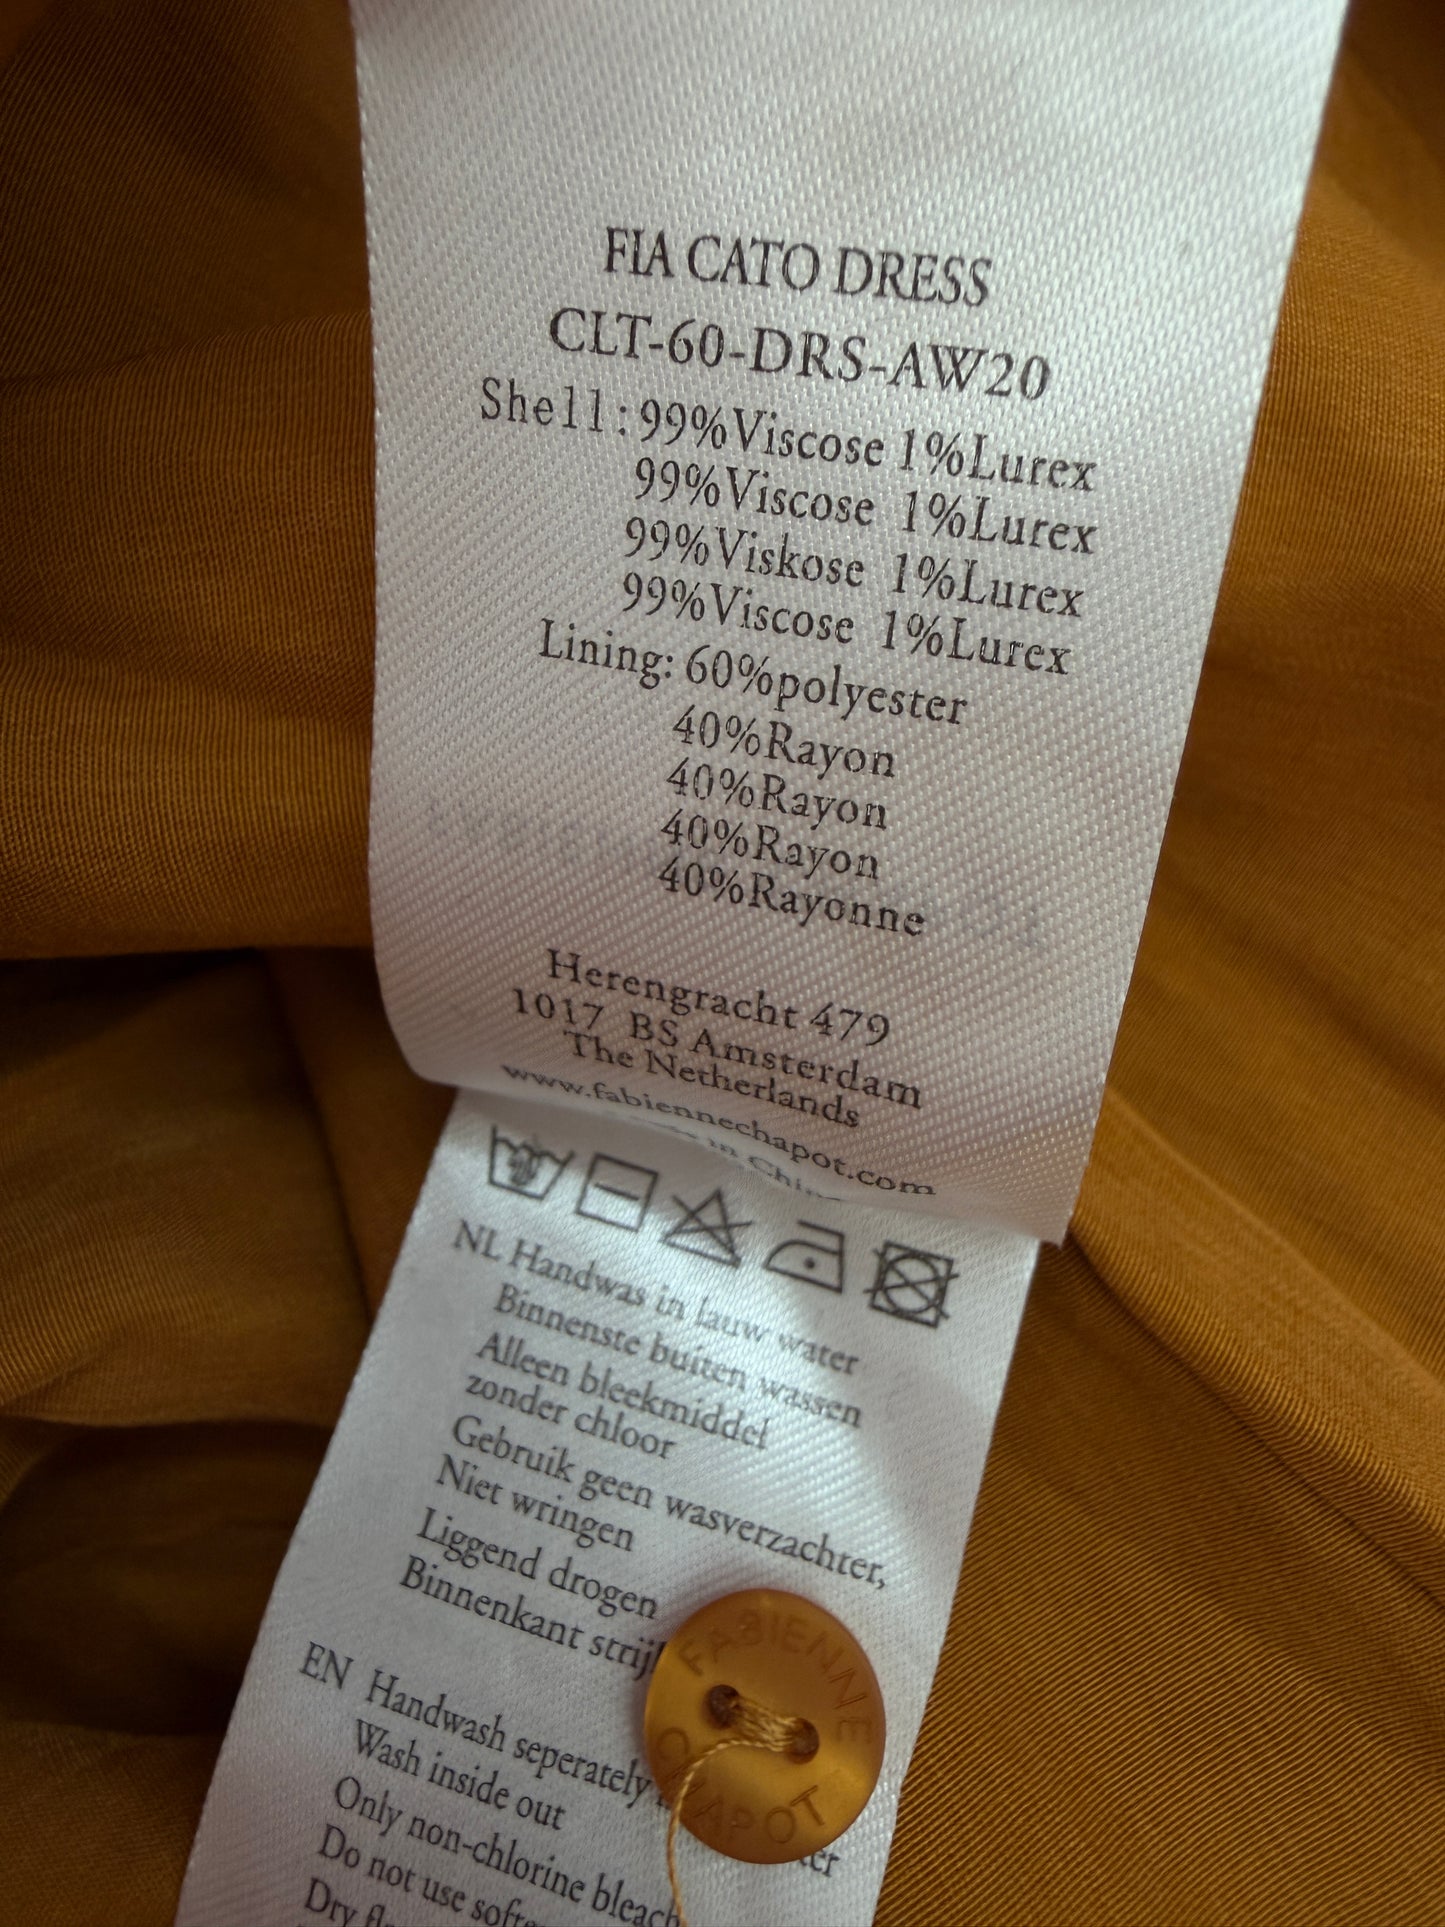 FIA CATO DRESS
CLT-60-DRS-AW20
Shell:99%Viscose 1%Lurex
99%Viscose 1%Lurex
99%Viskose 1%Lurex
99%Viscose 1%Lurex
Lining: 60%polyester
40%Rayon
40%Rayon
40%Rayon
40%Rayonne
Herengracht 479
1017 BS Amsterdam
The Netherlands
www.fabiennechapot.com
in
NL Handwas in lauw water
Binnenste buiten wassen
Alleen bleekmiddel
zonder chloor
Gebruik geen wasverzachter,
Niet wringen
Liggend drogen
Binnenkant
EN Handwash seperately
Wash inside out
Only non-chlorine bleach
Do not use
Dry
FABIENNE
CHAPOT